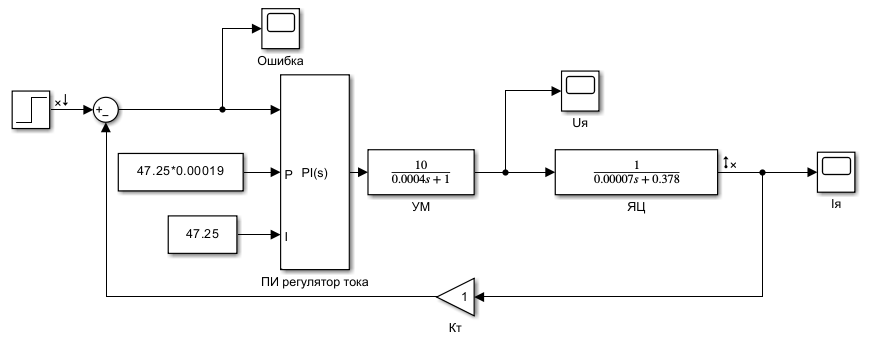 Ошибка
×
+
−
Uя
47.25*0.00019
P
PI(s)
10
0.0004s + 1
УМ
1
0.00007s + 0.378
ЯЦ
×
Iя
47.25
I
ПИ регулятор тока
1
Кт